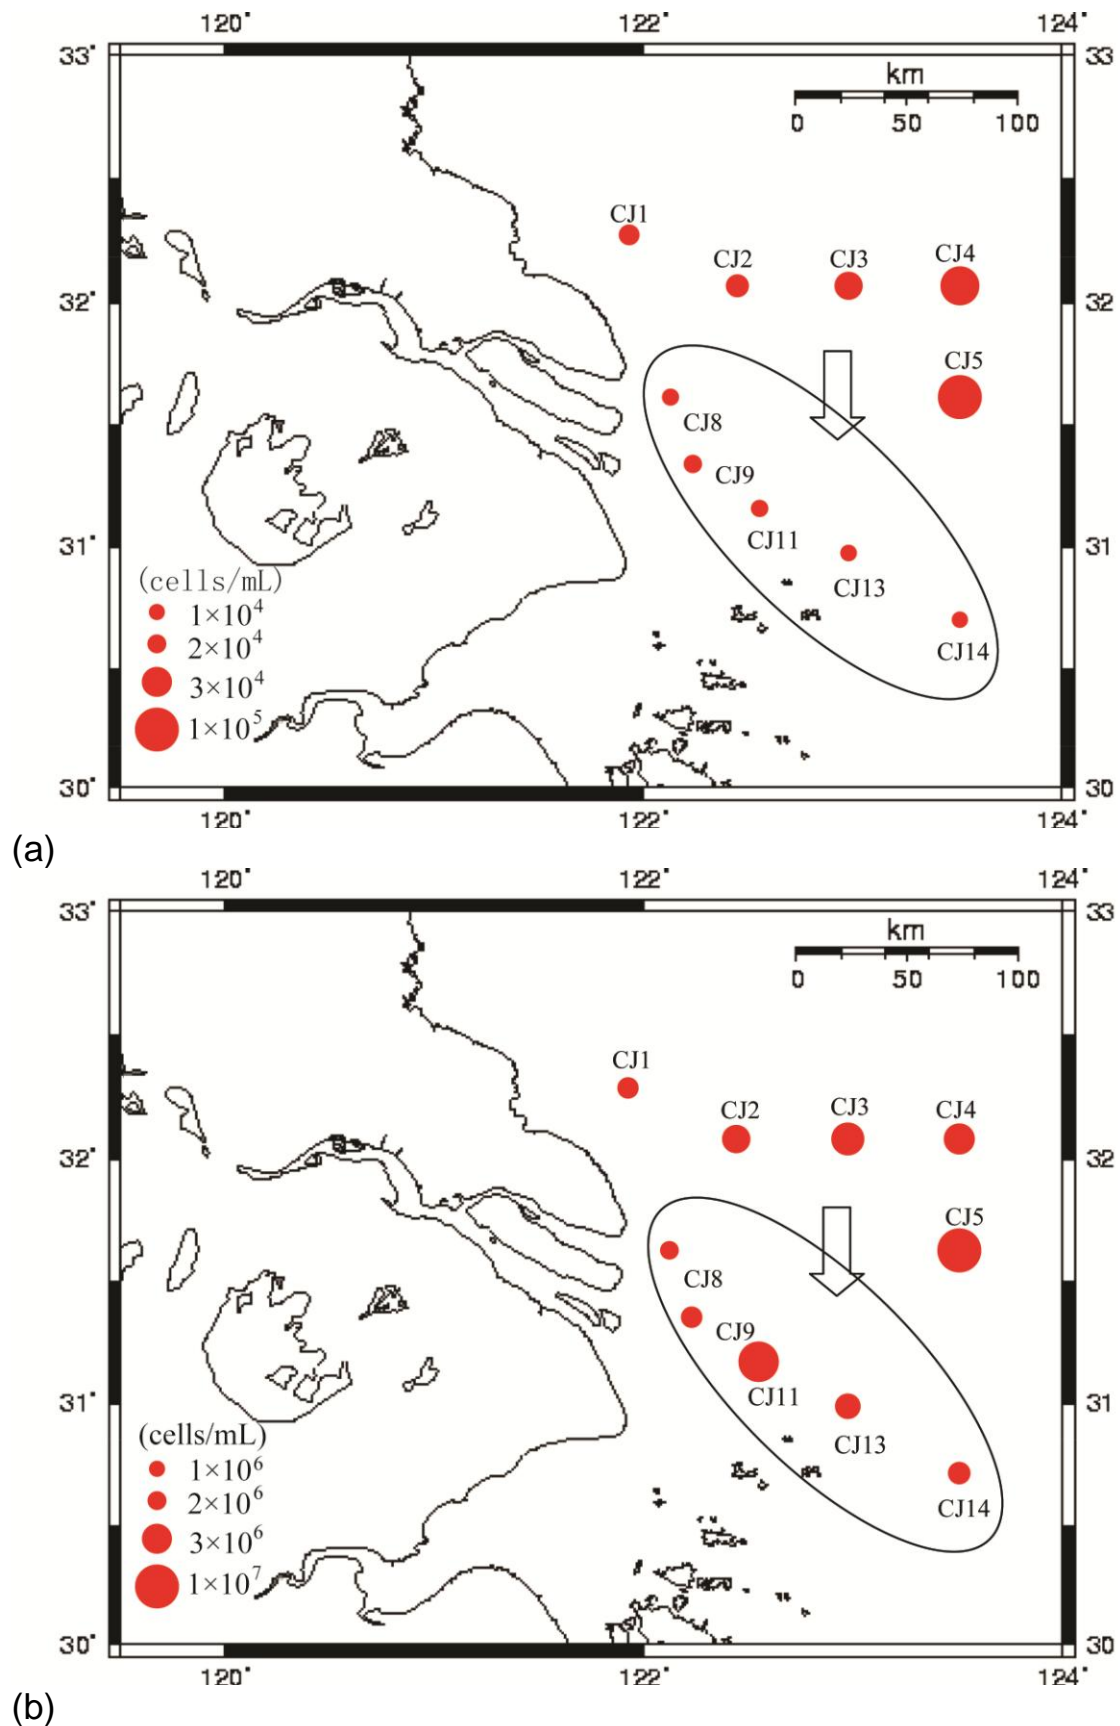 120° 122° 124°
33° 33
km
0 50 100
CJ1
CJ2 CJ3 CJ4
32° 32
CJ5
CJ8
CJ9
CJ11
31° 31
CJ13
(cells/mL)
1×10⁴
2×10⁴
CJ14
3×10⁴
1×10⁵
30° 30
120° 122° 124°
(a)
120° 122° 124°
33° 33
km
0 50 100
CJ1
CJ2 CJ3 CJ4
32° 32
CJ5
CJ8
CJ9
CJ11
31° 31
(cells/mL) CJ13
1×10⁶
2×10⁶ CJ14
3×10⁶
1×10⁷
30° 30
120° 122° 124°
(b)